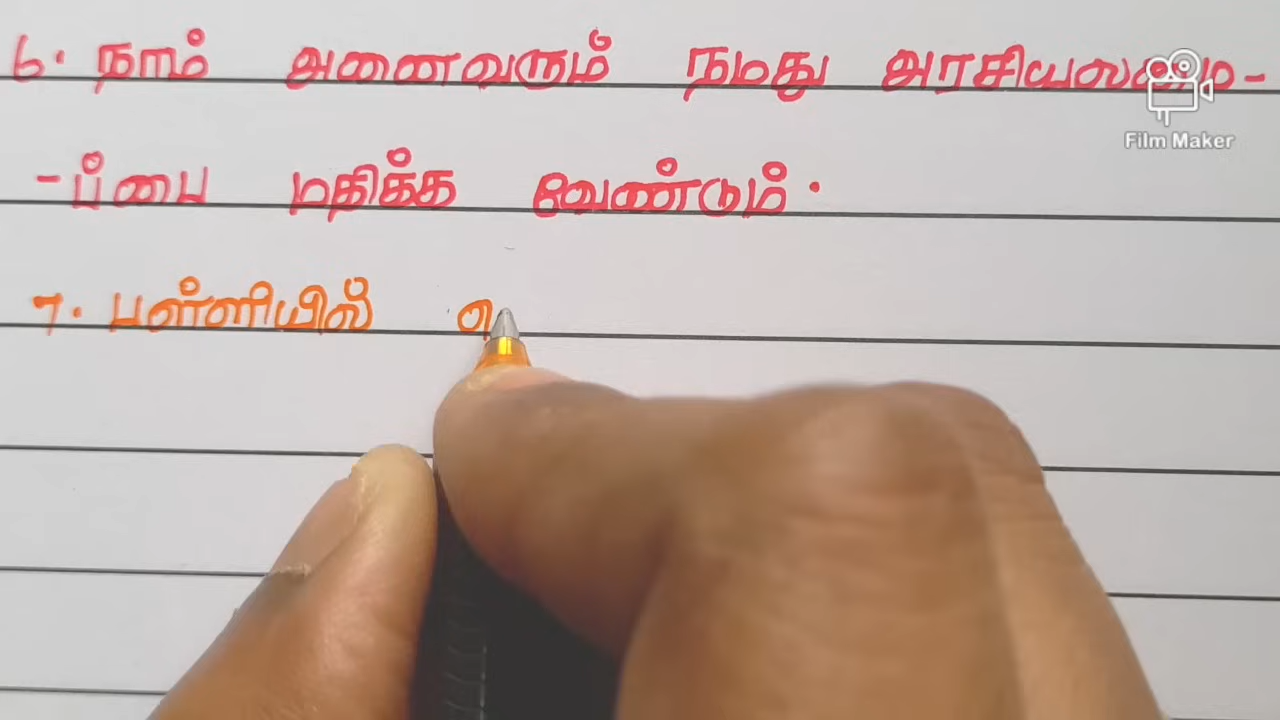 6. நாம் அனைவரும் நமது அரசியலமை-
-ப்பை மதிக்க வேண்டும்.
7. பள்ளியில்
Film Maker